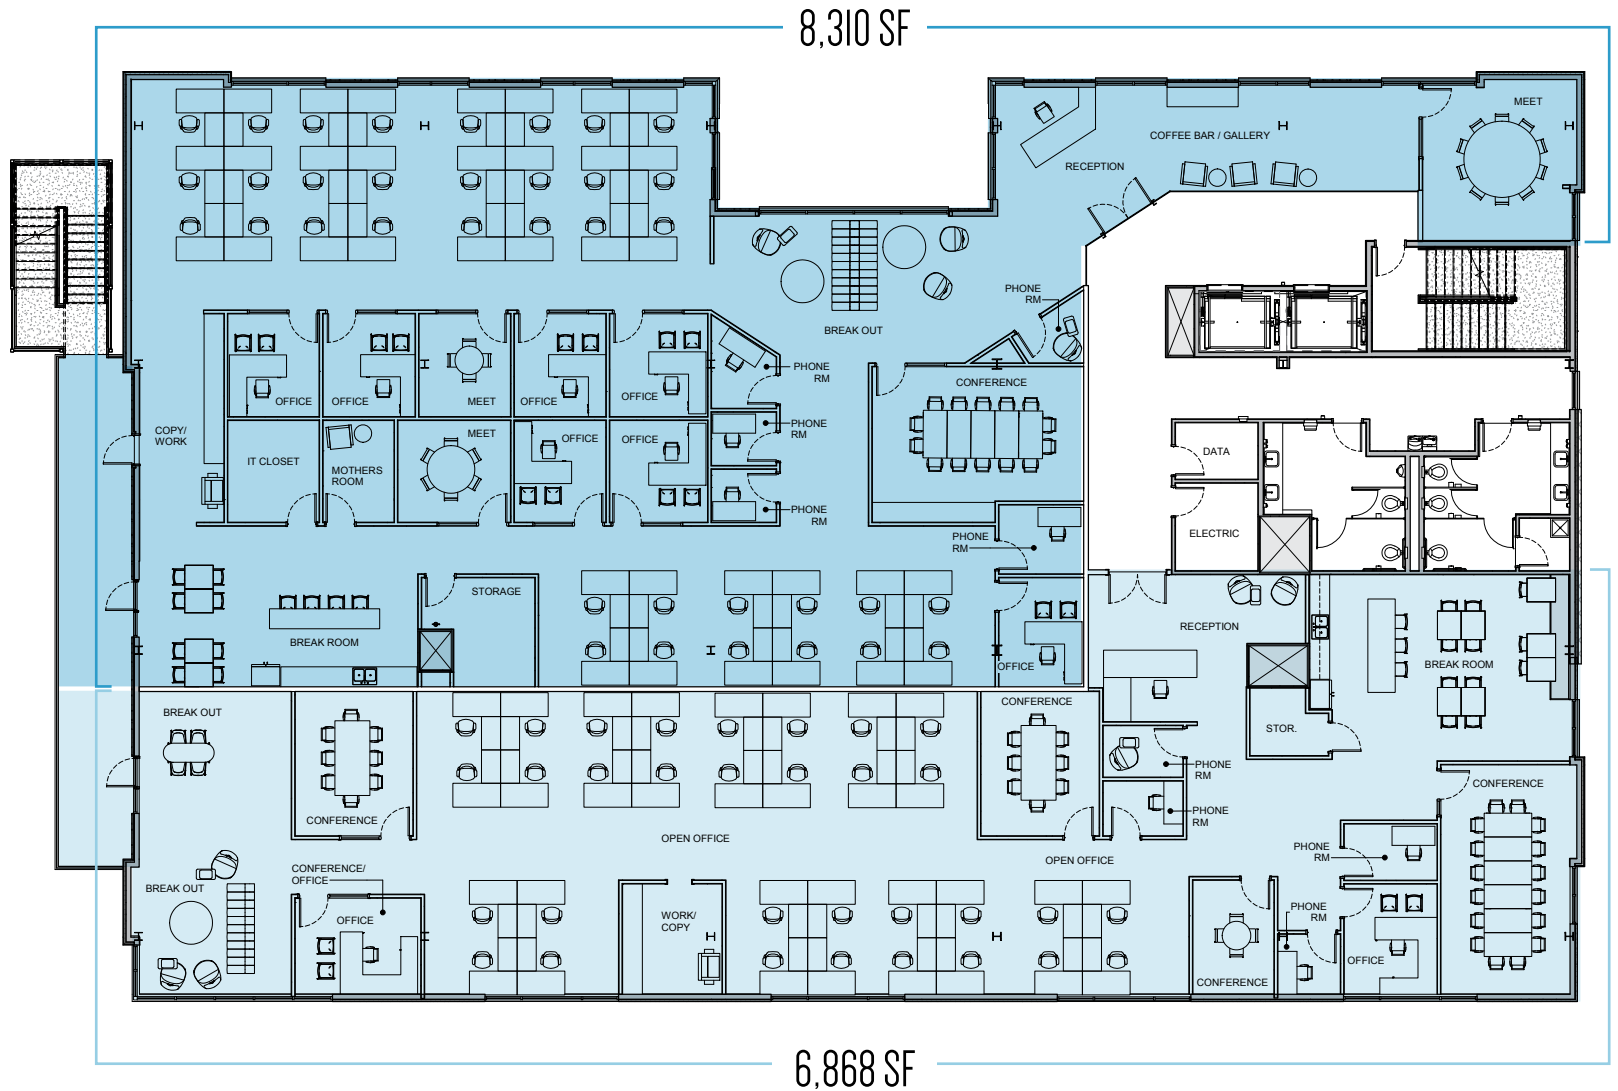 8,310 SF
MEET
COFFEE BAR / GALLERY
RECEPTION
PHONE
RM
BREAK OUT
PHONE
RM
CONFERENCE
OFFICE
OFFICE
MEET
OFFICE
OFFICE
COPY/
WORK
PHONE
RM
MEET
OFFICE
OFFICE
IT CLOSET
MOTHERS
ROOM
DATA
PHONE
RM
PHONE
RM
ELECTRIC
STORAGE
BREAK ROOM
OFFICE
RECEPTION
BREAK ROOM
STOR.
BREAK OUT
CONFERENCE
CONFERENCE
PHONE
RM
CONFERENCE
PHONE
RM
OPEN OFFICE
OPEN OFFICE
PHONE
RM
CONFERENCE/
OFFICE
BREAK OUT
OFFICE
WORK/
COPY
PHONE
RM
OFFICE
CONFERENCE
6,868 SF